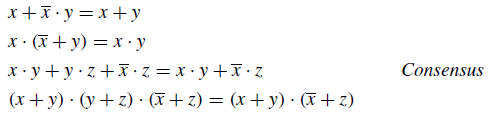 x + x̅ · y = x + y
x · (x̅ + y) = x · y
x · y + y · z + x̅ · z = x · y + x̅ · z Consensus
(x + y) · (y + z) · (x̅ + z) = (x + y) · (x̅ + z)